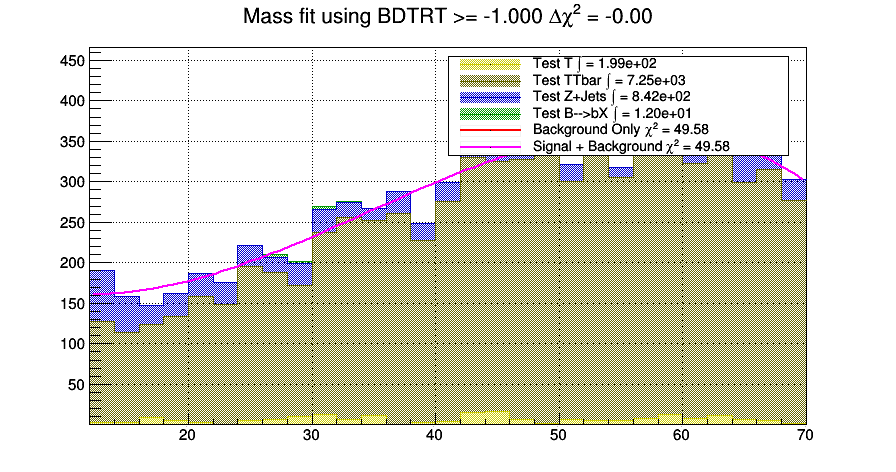 Mass fit using BDTRT >= -1.000 Δχ² = -0.00
450
400
350
300
250
200
150
100
50
Test T ∫ = 1.99e+02
Test TTbar ∫ = 7.25e+03
Test Z+Jets ∫ = 8.42e+02
Test B-->bX ∫ = 1.20e+01
Background Only χ² = 49.58
Signal + Background χ² = 49.58
20 30 40 50 60 70